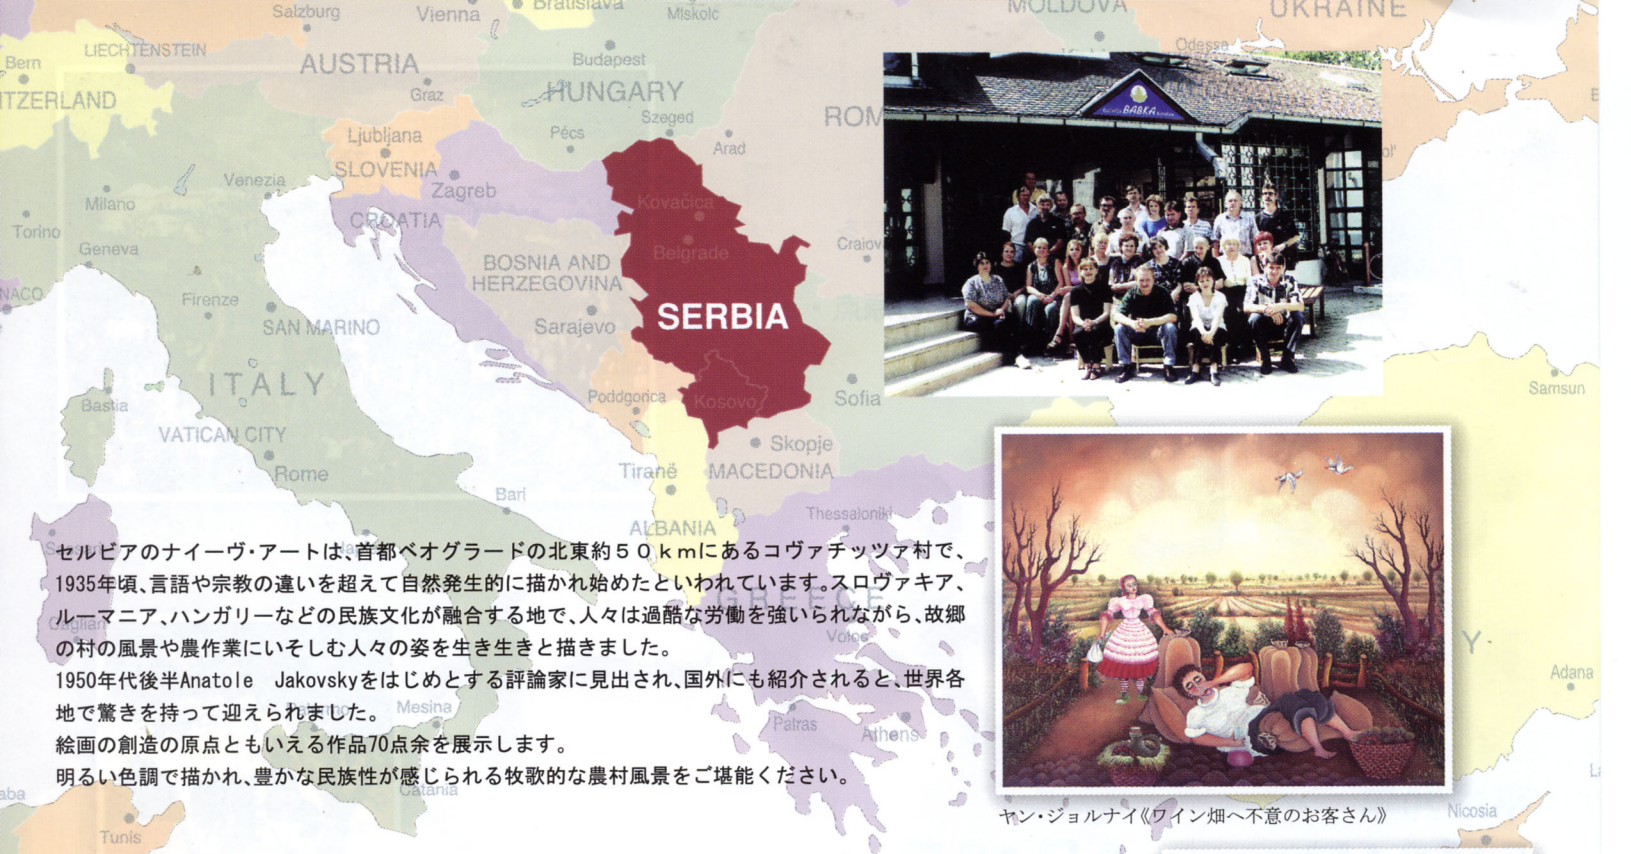 Salzburg
Vienna
Bratislava
Miskolc
MOLDOVA
UKRAINE
LIECHTENSTEIN
Bern
AUSTRIA
Budapest
Odessa
ITZERLAND
Graz
HUNGARY
ROM
Szeged
Ljubljana
Pécs
Arad
SLOVENIA
Venezia
Zagreb
Milano
Kovačica
CROATIA
Torino
Geneva
Belgrade
Craiov
BOSNIA AND
HERZEGOVINA
NACO
Firenze
SERBIA
SAN MARINO
Sarajevo
ITALY
Samsun
Bastia
Poddgorica
Kosovo
Sofia
VATICAN CITY
Skopje
Rome
Tiranë
MACEDONIA
Bari
Thessaloniki
ALBANIA
BABKA
セルビアのナイーヴ・アートは、首都ベオグラードの北東約５０ｋｍにあるコヴァチッツァ村で、
1935年頃、言語や宗教の違いを超えて自然発生的に描かれ始めたといわれています。スロヴァキア、
ルーマニア、ハンガリーなどの民族文化が融合する地で、人々は過酷な労働を強いられながら、故郷
の村の風景や農作業にいそしむ人々の姿を生き生きと描きました。
1950年代後半Anatole　Jakovskyをはじめとする評論家に見出され、国外にも紹介されると、世界各
地で驚きを持って迎えられました。
絵画の創造の原点ともいえる作品70点余を展示します。
明るい色調で描かれ、豊かな民族性が感じられる牧歌的な農村風景をご堪能ください。
GREECE
Cagliari
Volos
Y
Adana
Palermo
Mesina
Patras
Athens
Catania
aba
Tunis
Nicosia
ヤン・ジョルナイ《ワイン畑へ不意のお客さん》